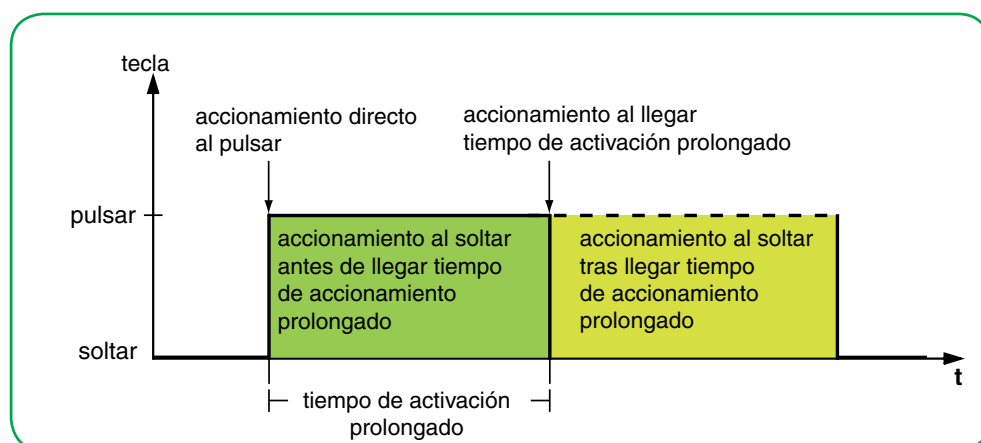 tecla
accionamiento directo
al pulsar
accionamiento al llegar
tiempo de activación prolongado
pulsar
accionamiento al soltar
antes de llegar tiempo
de accionamiento
prolongado
accionamiento al soltar
tras llegar tiempo
de accionamiento
prolongado
soltar
t
tiempo de activación
prolongado